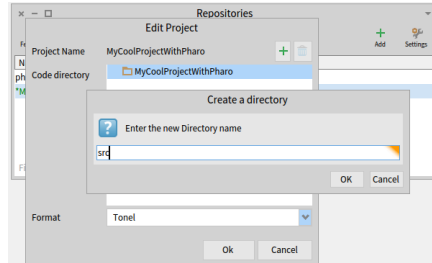 Repositories
Edit Project
Add
Settings
Project Name
MyCoolProjectWithPharo
Code directory
MyCoolProjectWithPharo
Create a directory
Enter the new Directory name
src
OK
Cancel
Format
Tonel
Ok
Cancel